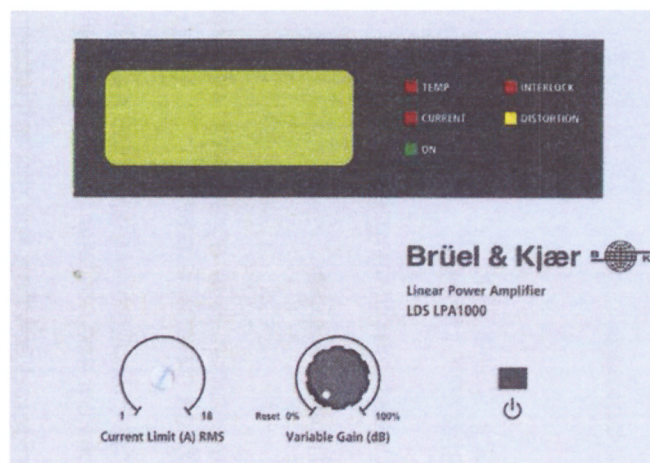 TEMP INTERLOCK
CURRENT DISTORTION
ON
Brüel & Kjær B K
Linear Power Amplifier
LDS LPA1000
1 18
Current Limit (A) RMS
Reset 0% 100%
Variable Gain (dB)